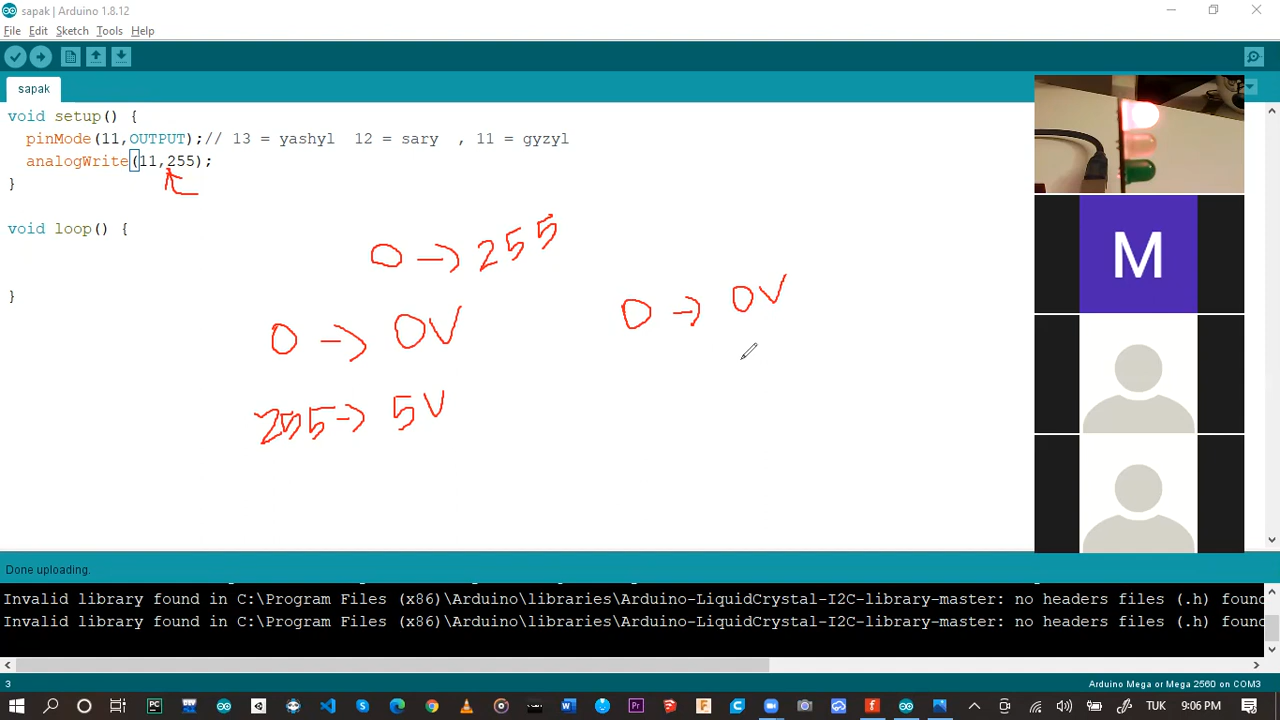 sapak | Arduino 1.8.12
File Edit Sketch Tools Help
sapak
void setup() {
pinMode(11,OUTPUT);// 13 = yashyl 12 = sary , 11 = gyzyl
analogWrite(11,255);
}
void loop() {
}
0 → 255
0 → 0V
0 → 0V
255 → 5V
M
Done uploading.
Invalid library found in C:\Program Files (x86)\Arduino\libraries\Arduino-LiquidCrystal-I2C-library-master: no headers files (.h) found
Invalid library found in C:\Program Files (x86)\Arduino\libraries\Arduino-LiquidCrystal-I2C-library-master: no headers files (.h) found
3
Arduino Mega or Mega 2560 on COM3
TUK 9:06 PM